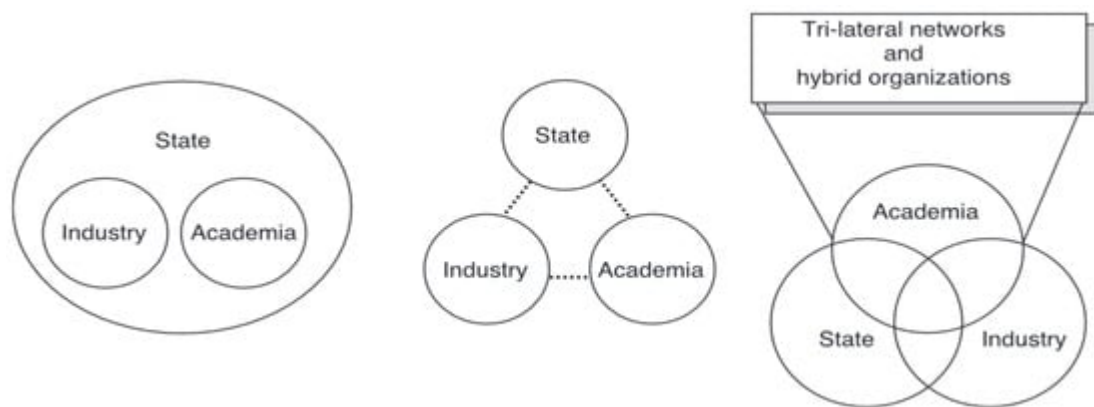 State
Industry
Academia
State
Industry
Academia
Tri-lateral networks
and
hybrid organizations
Academia
State
Industry